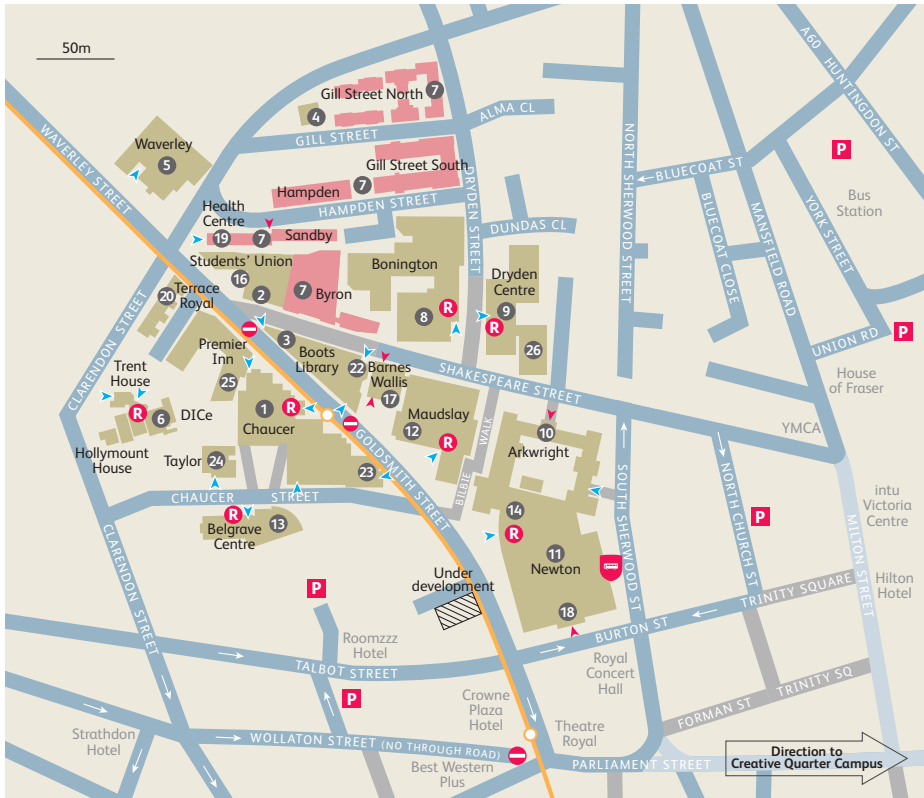 50m
A60 HUNTINGDON ST
Gill Street North
7
4
ALMA CL
GILL STREET
Waverley
5
WAVERLEY STREET
Gill Street South
7
Hampden
HAMPDEN STREET
DRYDEN STREET
NORTH SHERWOOD STREET
BLUECOAT ST
P
Bus
Station
YORK STREET
BLUECOAT CLOSE
MANSFIELD ROAD
Health
Centre
19
7
Sandby
DUNDAS CL
Students' Union
16
2
7
Byron
Bonington
8
R
Dryden
Centre
9
R
26
20
Terrace
Royal
CLARENDON STREET
3
Boots
Library
22
Barnes
Wallis
17
SHAKESPEARE STREET
UNION RD
P
House
of Fraser
Premier
Inn
25
Trent
House
R
6
DICe
Hollymount
House
1
R
Chaucer
GOLDSMITH STREET
Maudslay
12
R
BILBIE
WALK
10
Arkwright
YMCA
Taylor
24
23
CHAUCER
STREET
R
Belgrave
Centre
13
14
R
11
Newton
18
SOUTH SHERWOOD ST
NORTH CHURCH ST
P
intu
Victoria
Centre
MILTON STREET
Hilton
Hotel
CLARENDON STREET
Under
development
P
Roomzzz
Hotel
TALBOT STREET
BURTON ST
TRINITY SQUARE
Royal
Concert
Hall
TRINITY SQ
FORMAN ST
P
Crowne
Plaza
Hotel
Theatre
Royal
Strathdon
Hotel
WOLLATON STREET (NO THROUGH ROAD)
Best Western
Plus
PARLIAMENT STREET
Direction to
Creative Quarter Campus